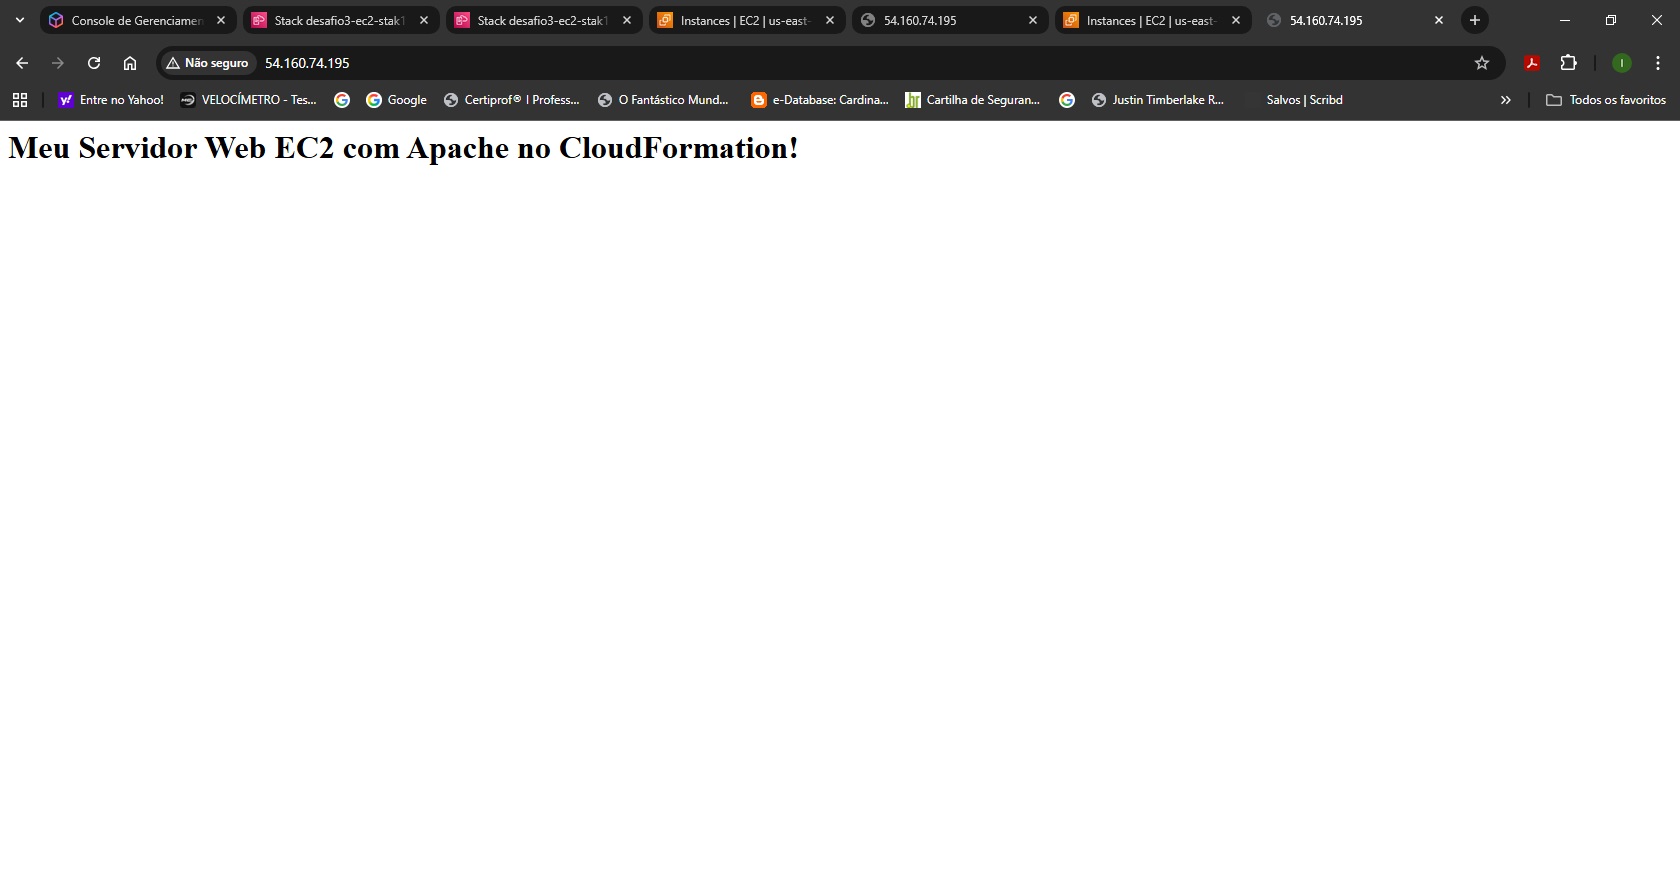 Console de Gerenciamen
Stack desafio3-ec2-stak1
Stack desafio3-ec2-stak1
Instances | EC2 | us-east-
54.160.74.195
Instances | EC2 | us-east-
54.160.74.195
Não seguro
54.160.74.195
I
Entre no Yahoo!
VELOCÍMETRO - Tes...
Google
Certiprof® I Profess...
O Fantástico Mund...
e-Database: Cardina...
Cartilha de Seguran...
Justin Timberlake R...
Salvos | Scribd
Todos os favoritos
Meu Servidor Web EC2 com Apache no CloudFormation!